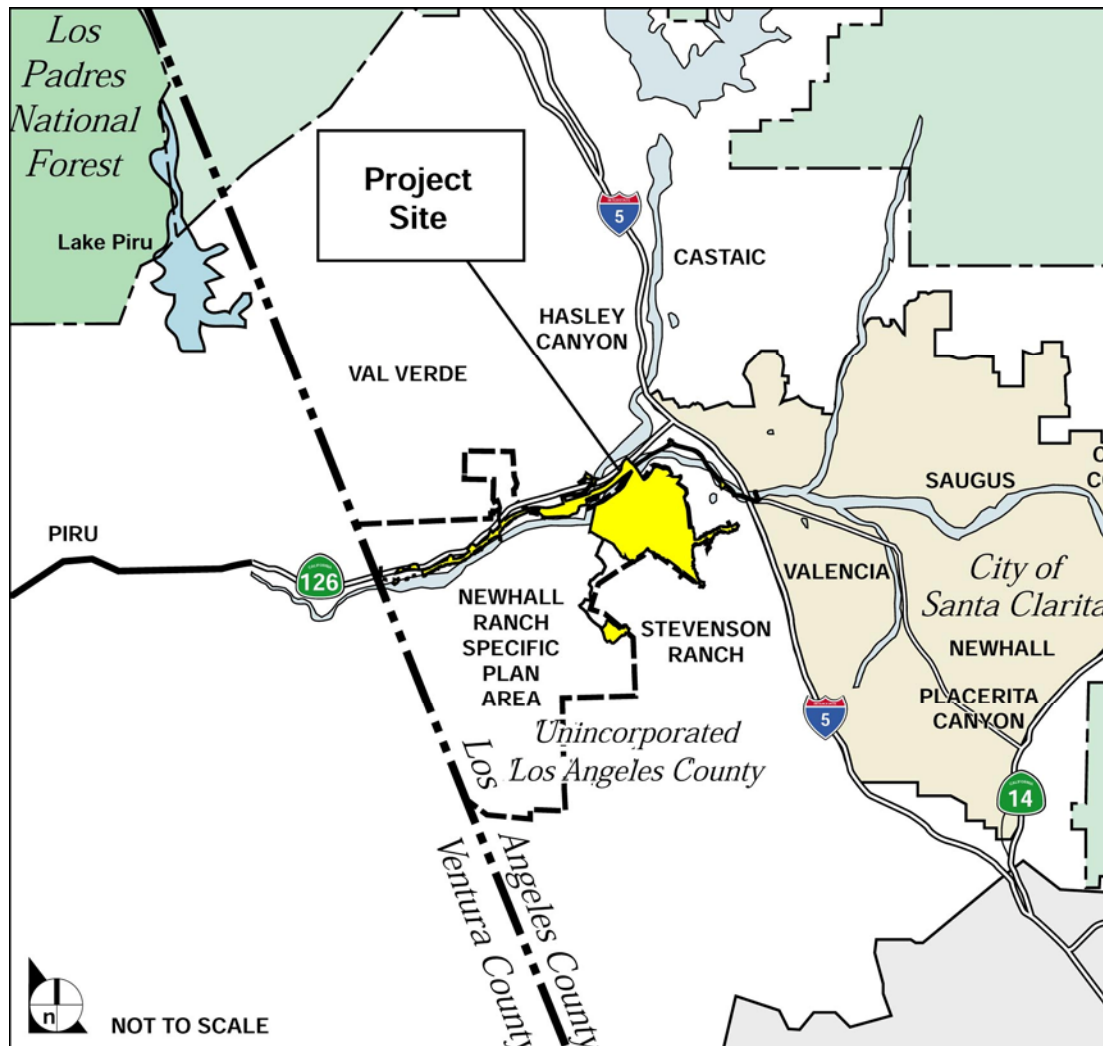 Los
Padres
National
Forest
Project
Site
5
Lake Piru
CASTAIC
HASLEY
CANYON
VAL VERDE
SAUGUS
PIRU
CALIFORNIA
126
VALENCIA
City of
Santa Clarita
NEWHALL
RANCH
SPECIFIC
PLAN
AREA
STEVENSON
RANCH
NEWHALL
PLACERITA
CANYON
5
Unincorporated
Los Angeles County
CALIFORNIA
14
Los
Angeles County
Ventura County
n
NOT TO SCALE